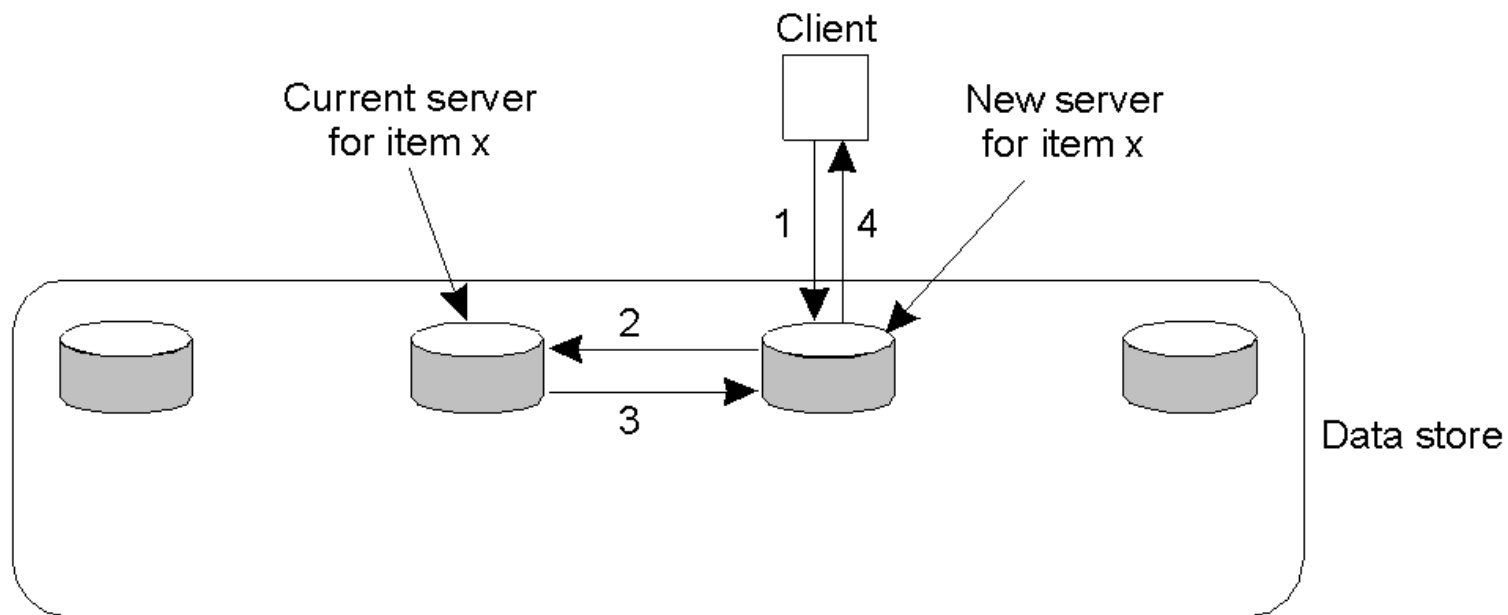 Client
Current server
for item x
New server
for item x
1
4
2
3
Data store